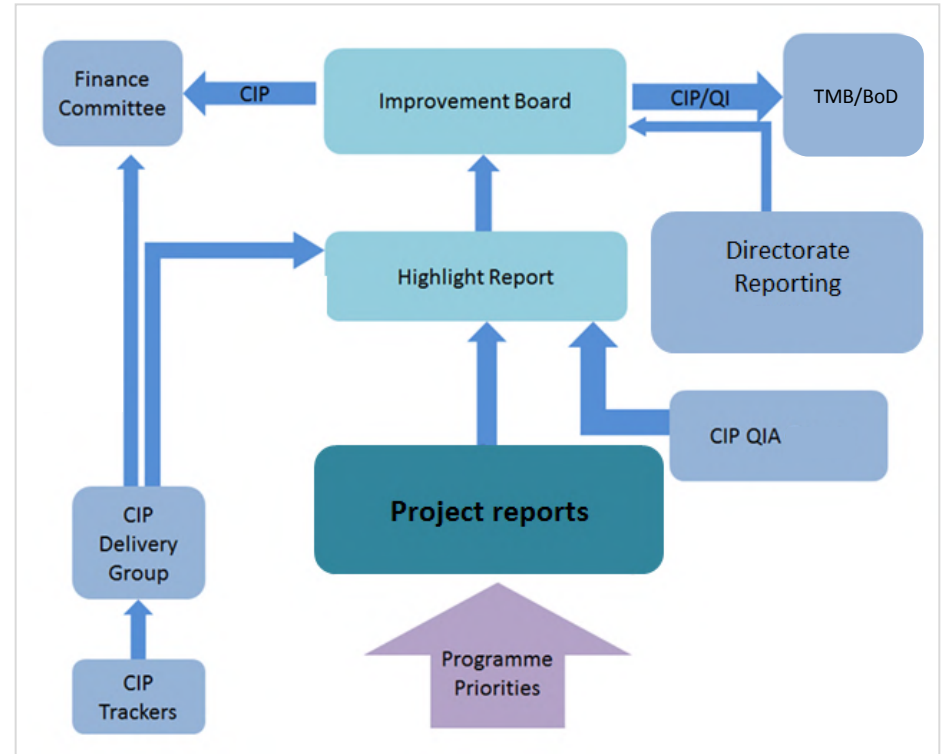 Finance
Committee
CIP
Improvement Board
CIP/QI
TMB/BoD
Directorate
Reporting
Highlight Report
CIP QIA
Project reports
CIP
Delivery
Group
Programme
Priorities
CIP
Trackers